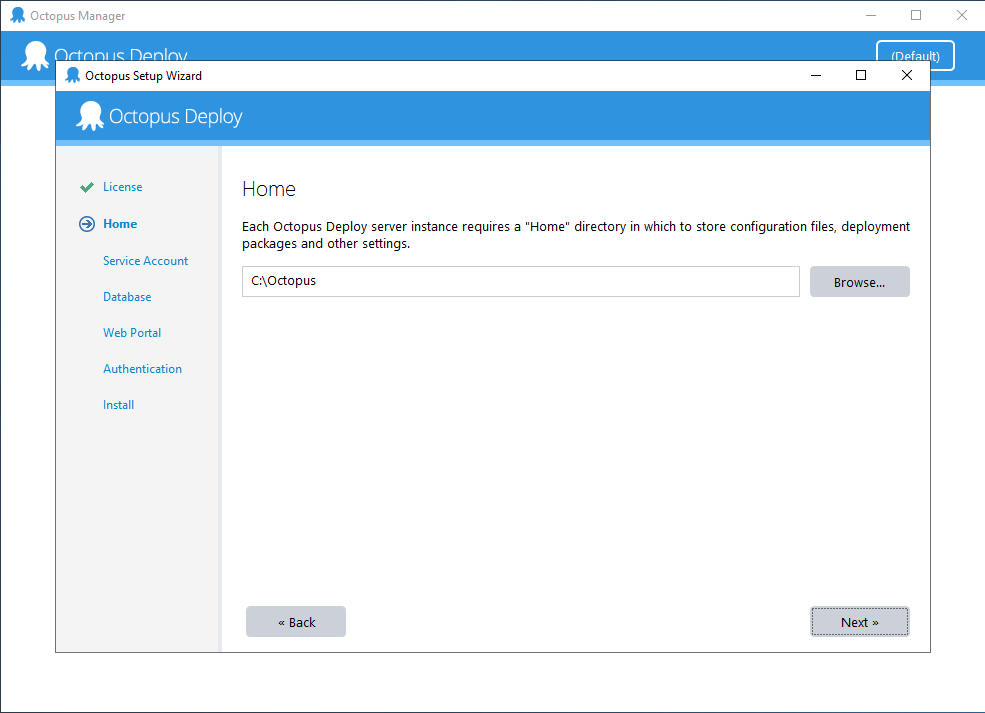 Octopus Manager
Octopus Deploy
(Default)
Octopus Setup Wizard
Octopus Deploy
License
Home
Service Account
Database
Web Portal
Authentication
Install
Home
Each Octopus Deploy server instance requires a "Home" directory in which to store configuration files, deployment
packages and other settings.
C:\Octopus
Browse...
« Back
Next »